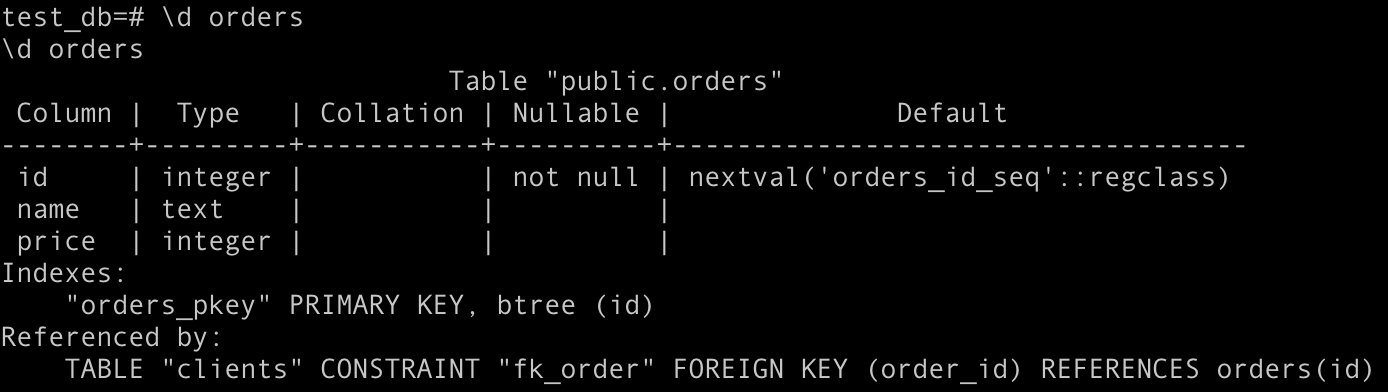 test_db=# \d orders
\d orders
                            Table "public.orders"
 Column |  Type   | Collation | Nullable |              Default
--------+---------+-----------+----------+------------------------------------
 id     | integer |           | not null | nextval('orders_id_seq'::regclass)
 name   | text    |           |          |
 price  | integer |           |          |
Indexes:
    "orders_pkey" PRIMARY KEY, btree (id)
Referenced by:
    TABLE "clients" CONSTRAINT "fk_order" FOREIGN KEY (order_id) REFERENCES orders(id)